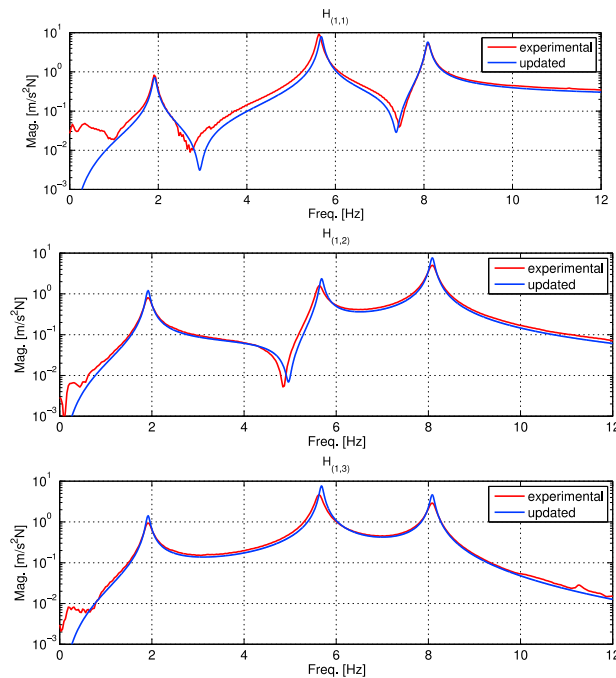 H(1,1)
Mag. [m/s²N]
10^1
10^0
10^−1
10^−2
10^−3
experimental
updated
0 2 4 6 8 10 12
Freq. [Hz]
H(1,2)
Mag. [m/s²N]
10^1
10^0
10^−1
10^−2
10^−3
experimental
updated
0 2 4 6 8 10 12
Freq. [Hz]
H(1,3)
Mag. [m/s²N]
10^1
10^0
10^−1
10^−2
10^−3
experimental
updated
0 2 4 6 8 10 12
Freq. [Hz]